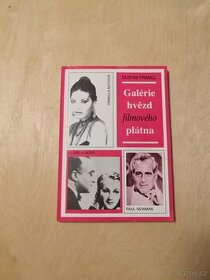 GUSTAV FRANCL
Galérie
hvězd
filmového
plátna
ORNELLA MUTIOVÁ
PAUL NEWMAN